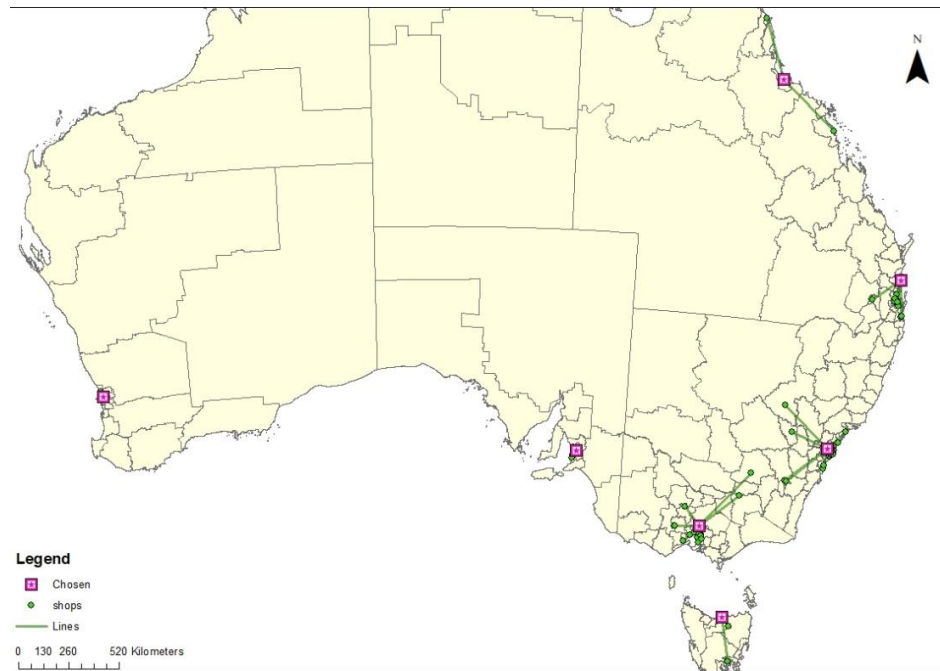 N
Legend
Chosen
shops
Lines
0 130 260 520 Kilometers